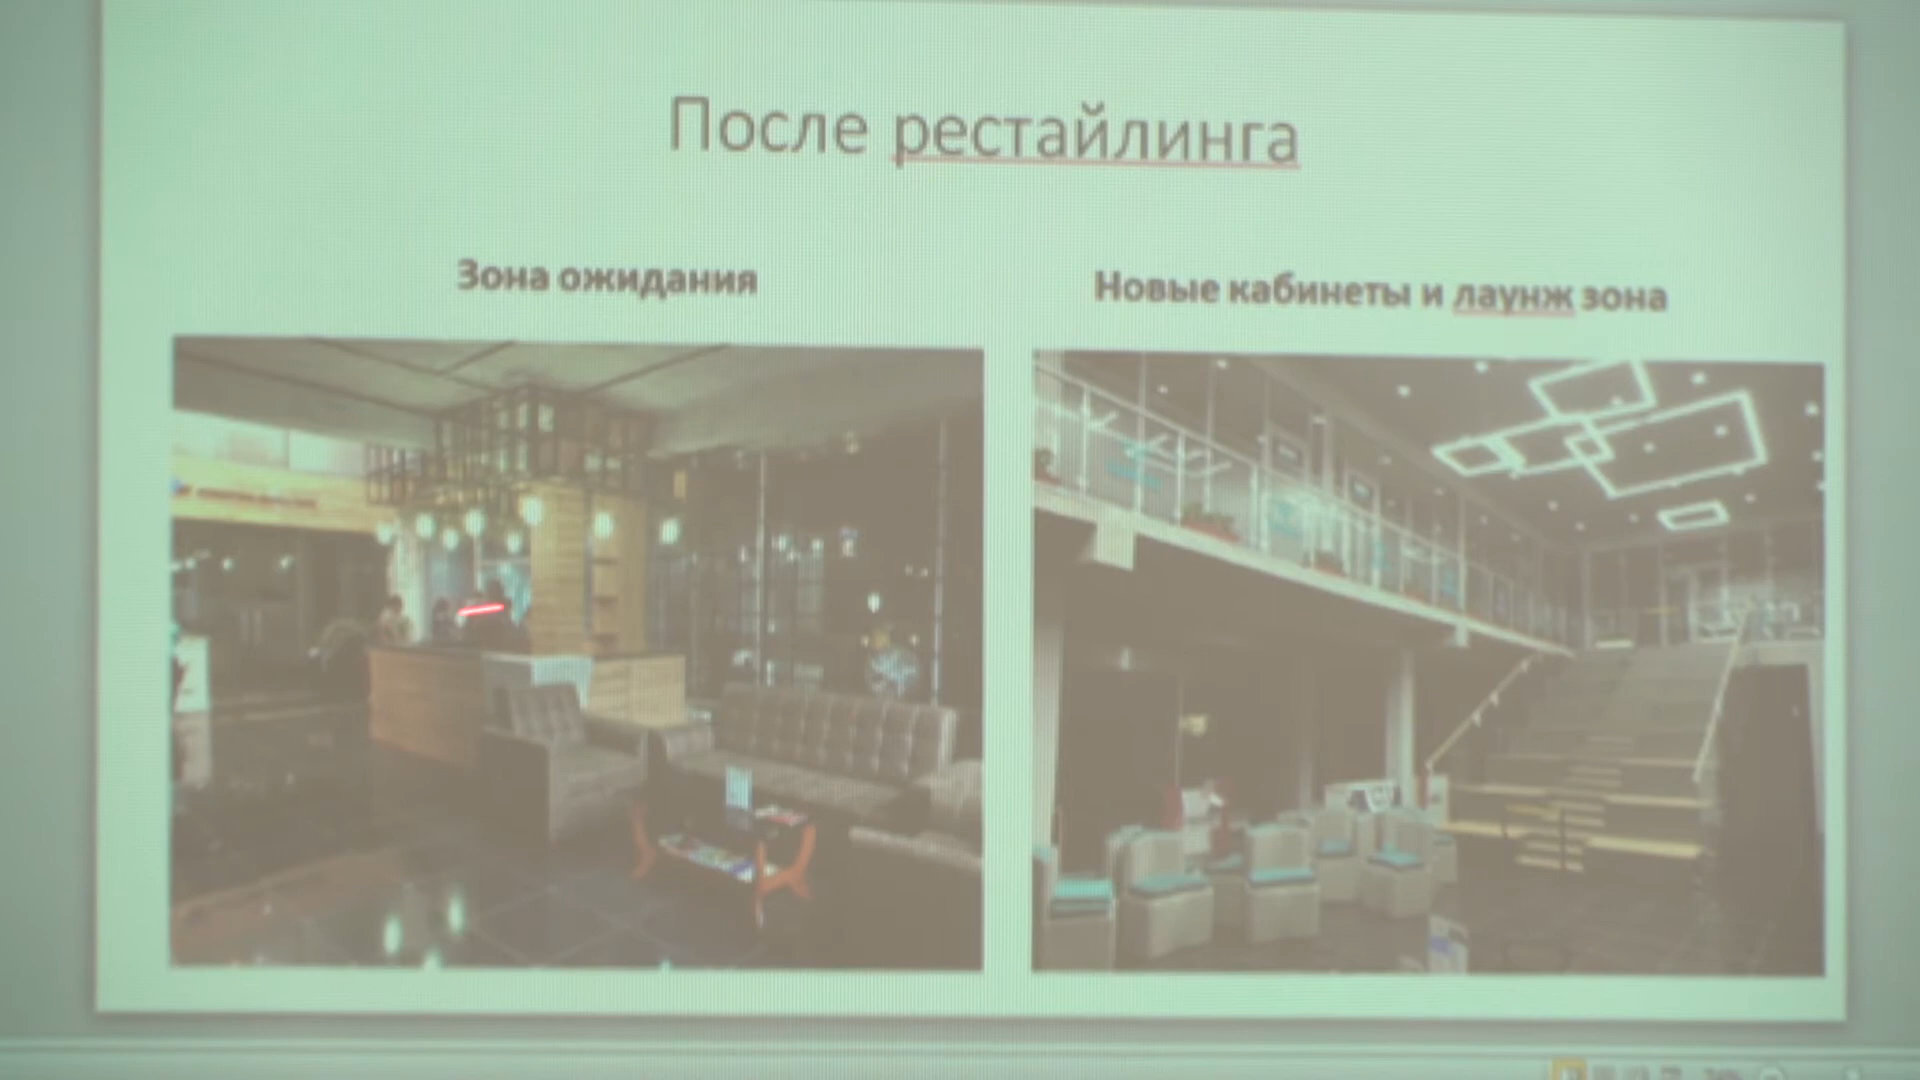 После рестайлинга
Зона ожидания
Новые кабинеты и лаунж зона